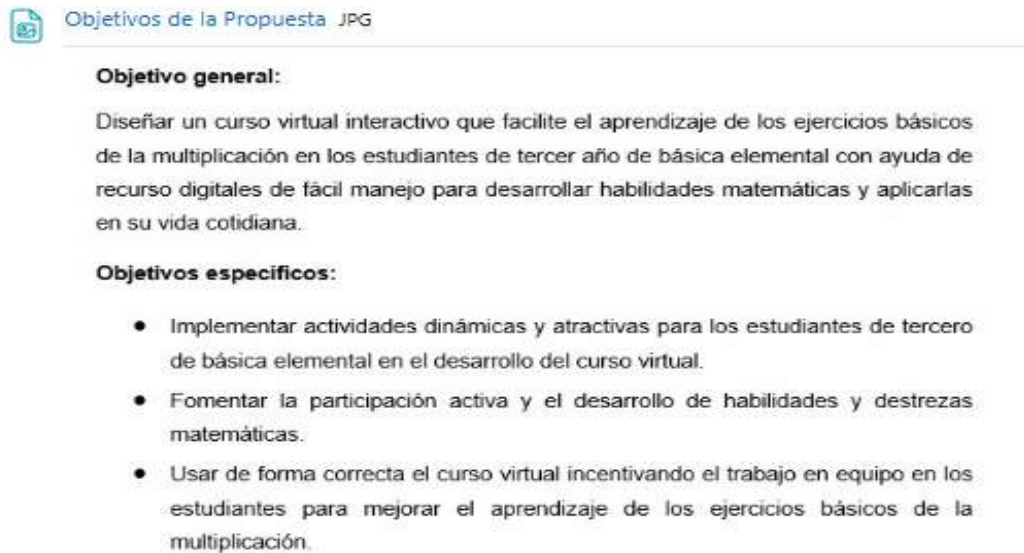 Objetivos de la Propuesta JPG
Objetivo general:
Diseñar un curso virtual interactivo que facilite el aprendizaje de los ejercicios básicos
de la multiplicación en los estudiantes de tercer año de básica elemental con ayuda de
recurso digitales de fácil manejo para desarrollar habilidades matemáticas y aplicarlas
en su vida cotidiana.
Objetivos específicos:
● Implementar actividades dinámicas y atractivas para los estudiantes de tercero
de básica elemental en el desarrollo del curso virtual.
● Fomentar la participación activa y el desarrollo de habilidades y destrezas
matemáticas.
● Usar de forma correcta el curso virtual incentivando el trabajo en equipo en los
estudiantes para mejorar el aprendizaje de los ejercicios básicos de la
multiplicación.